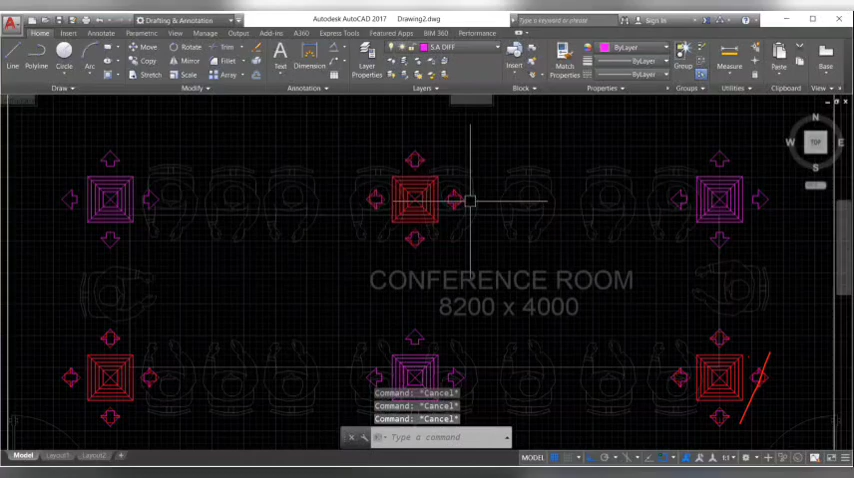 Drafting & Annotation
Autodesk AutoCAD 2017 Drawing2.dwg
Type a keyword or phrase
Sign In
Home Insert Annotate Parametric View Manage Output Add-ins A360 Express Tools Featured Apps BIM 360 Performance
Line Polyline Circle Arc
Move Rotate Trim
Copy Mirror Fillet
Stretch Scale Array
Text Dimension
Layer Properties
S.A DIFF
Insert
Match Properties
ByLayer
ByLayer
ByLayer
Group
Measure
Paste
Base
Draw Modify Annotation Layers Block Properties Groups Utilities Clipboard View
N
W TOP E
S
CONFERENCE ROOM
8200 x 4000
Command: *Cancel*
Command: *Cancel*
Command: *Cancel*
Type a command
Model Layout1 Layout2 +
MODEL
1:1